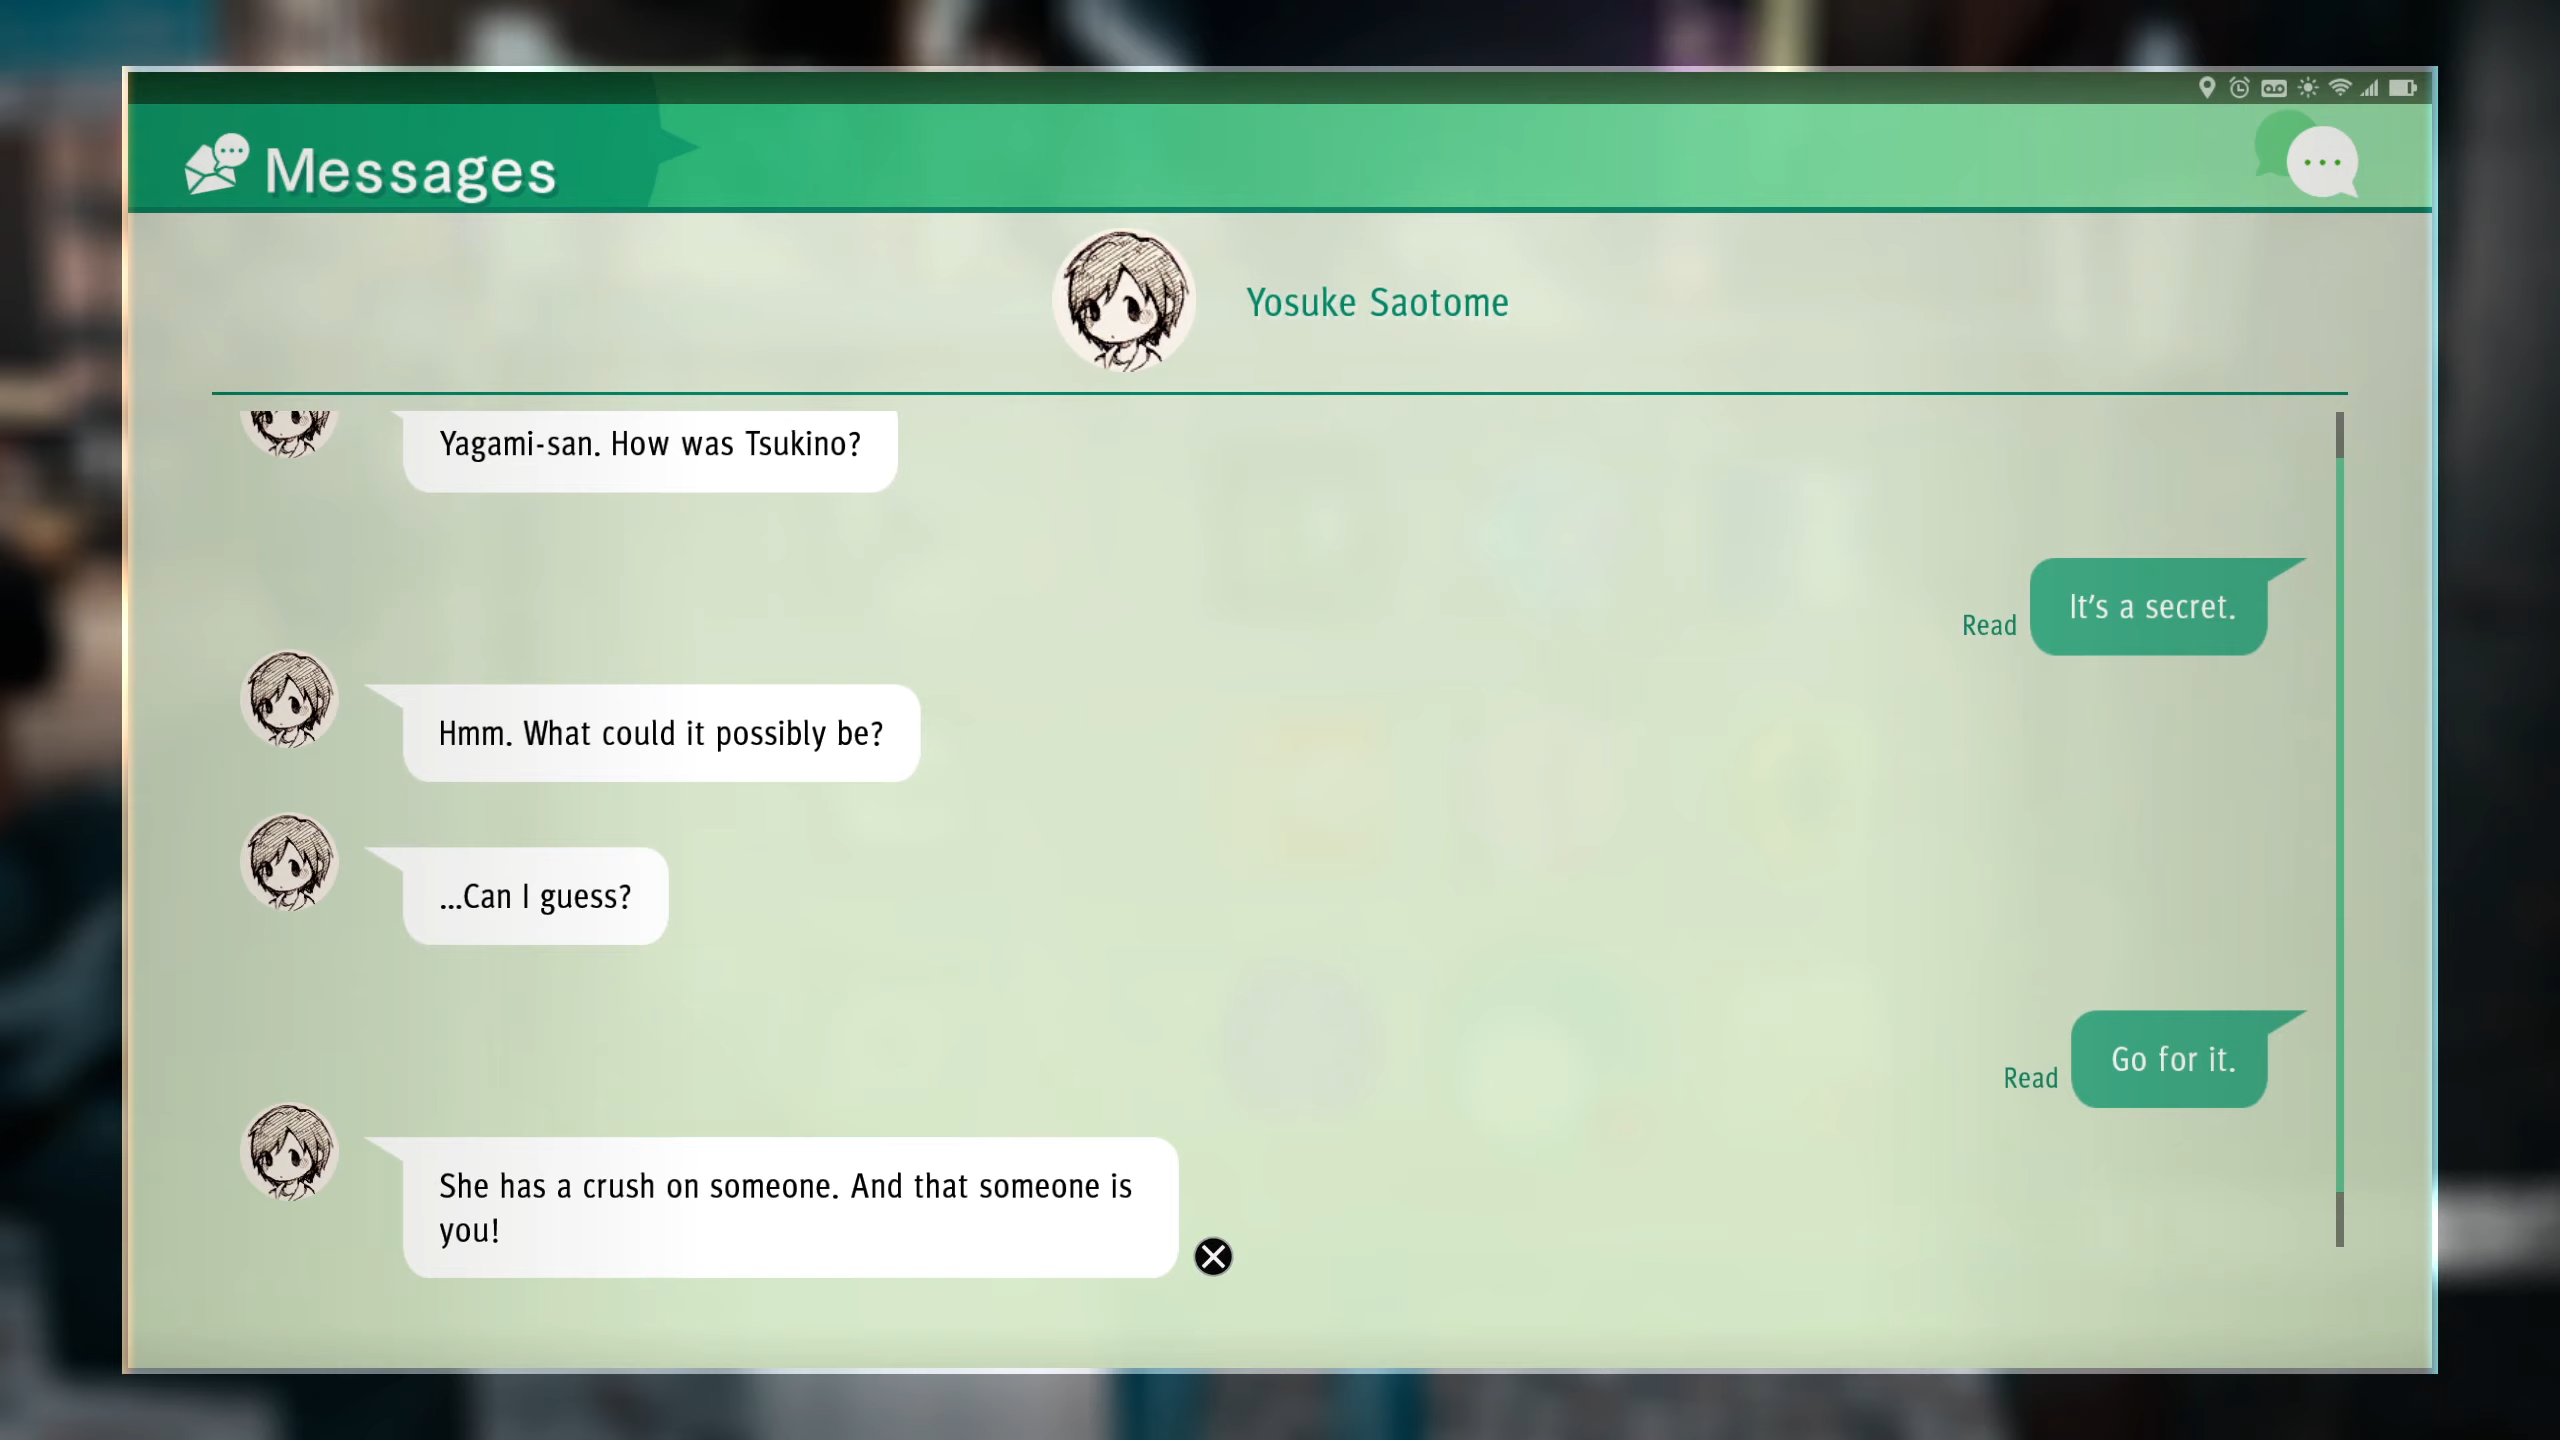 Messages
Yosuke Saotome
Yagami-san. How was Tsukino?
It's a secret.
Read
Hmm. What could it possibly be?
...Can I guess?
Go for it.
Read
She has a crush on someone. And that someone is
you!